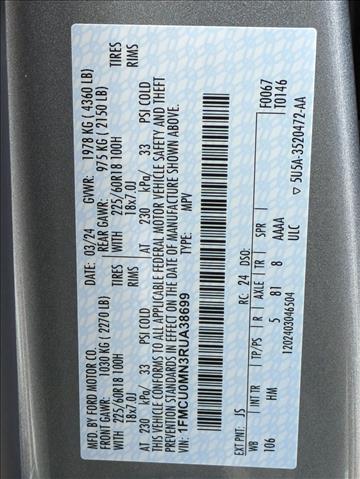 MFD. BY FORD MOTOR CO.
DATE: 03/24 GVWR: 1978 KG ( 4360 LB)
FRONT GAWR: 1030 KG ( 2270 LB) REAR GAWR: 975 KG ( 2150 LB)
WITH 225/60R18 100H TIRES WITH 225/60R18 100H TIRES
18x7.0J RIMS 18x7.0J RIMS
AT 230 kPa/ 33 PSI COLD AT 230 kPa/ 33 PSI COLD
THIS VEHICLE CONFORMS TO ALL APPLICABLE FEDERAL MOTOR VEHICLE SAFETY AND THEFT
PREVENTION STANDARDS IN EFFECT ON THE DATE OF MANUFACTURE SHOWN ABOVE.
VIN: 1FMCU0MN3RUA38699 TYPE: MPV
F0067
T0146
EXT PNT: JS RC: 24 DSO:
WB INT TR TP/PS R AXLE TR SPR
106 HM 5 81 8 AAAA
1202403046504 ULC
▽ 5U5A-3520472-AA